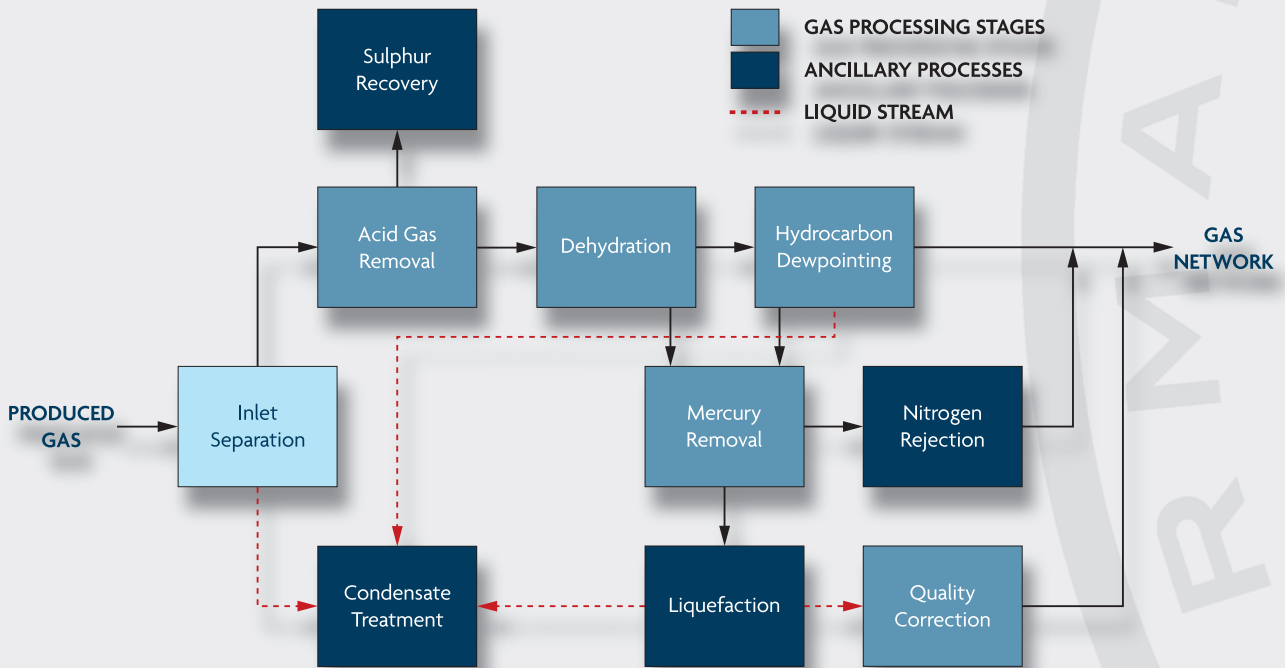 GAS PROCESSING STAGES
Sulphur
Recovery
ANCILLARY PROCESSES
LIQUID STREAM
Acid Gas
Removal
Dehydration
Hydrocarbon
Dewpointing
GAS
NETWORK
PRODUCED
GAS
Inlet
Separation
Mercury
Removal
Nitrogen
Rejection
Condensate
Treatment
Liquefaction
Quality
Correction
R M A